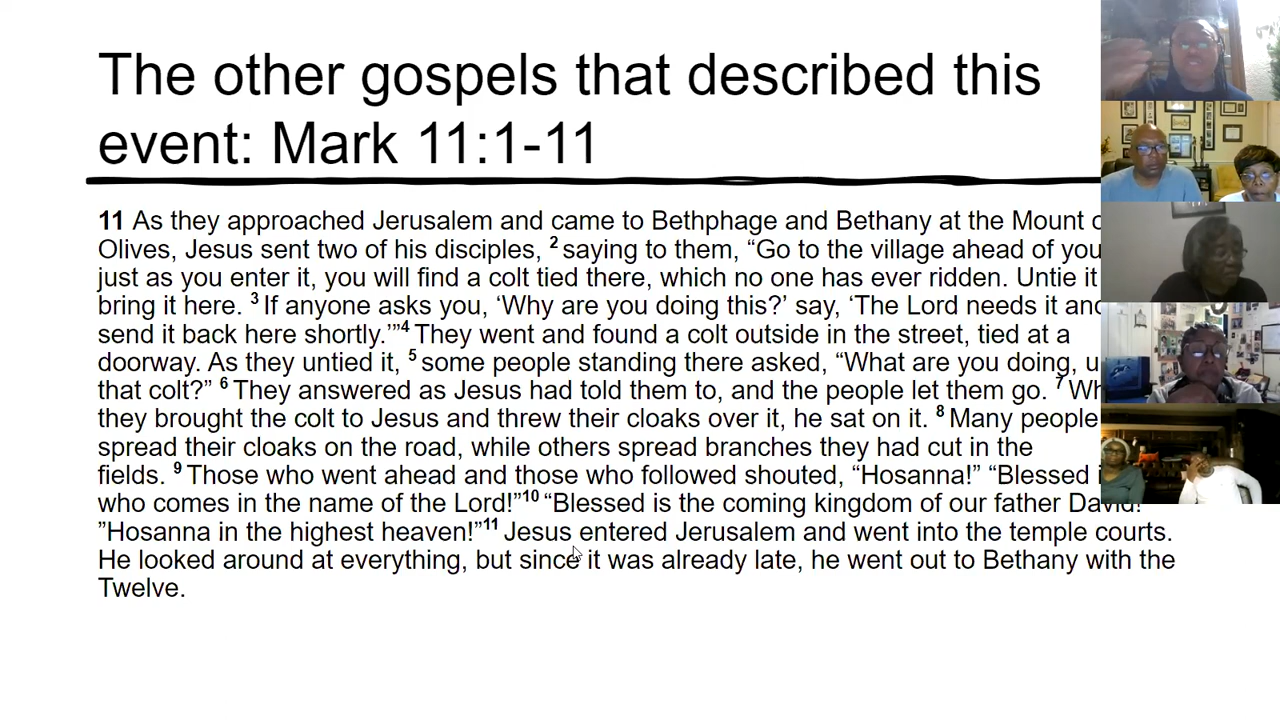 The other gospels that described this
event: Mark 11:1-11
11 As they approached Jerusalem and came to Bethphage and Bethany at the Mount
Olives, Jesus sent two of his disciples, 2 saying to them, “Go to the village ahead of you
just as you enter it, you will find a colt tied there, which no one has ever ridden. Untie it
bring it here. 3 If anyone asks you, ‘Why are you doing this?’ say, ‘The Lord needs it
send it back here shortly.’”4 They went and found a colt outside in the street, tied at a
doorway. As they untied it, 5 some people standing there asked, “What are you doing,
that colt?” 6 They answered as Jesus had told them to, and the people let them go. 7
they brought the colt to Jesus and threw their cloaks over it, he sat on it. 8 Many people
spread their cloaks on the road, while others spread branches they had cut in the
fields. 9 Those who went ahead and those who followed shouted, “Hosanna!” “Blessed
who comes in the name of the Lord!”10 “Blessed is the coming kingdom of our father David!
”Hosanna in the highest heaven!”11 Jesus entered Jerusalem and went into the temple courts.
He looked around at everything, but since it was already late, he went out to Bethany with the
Twelve.